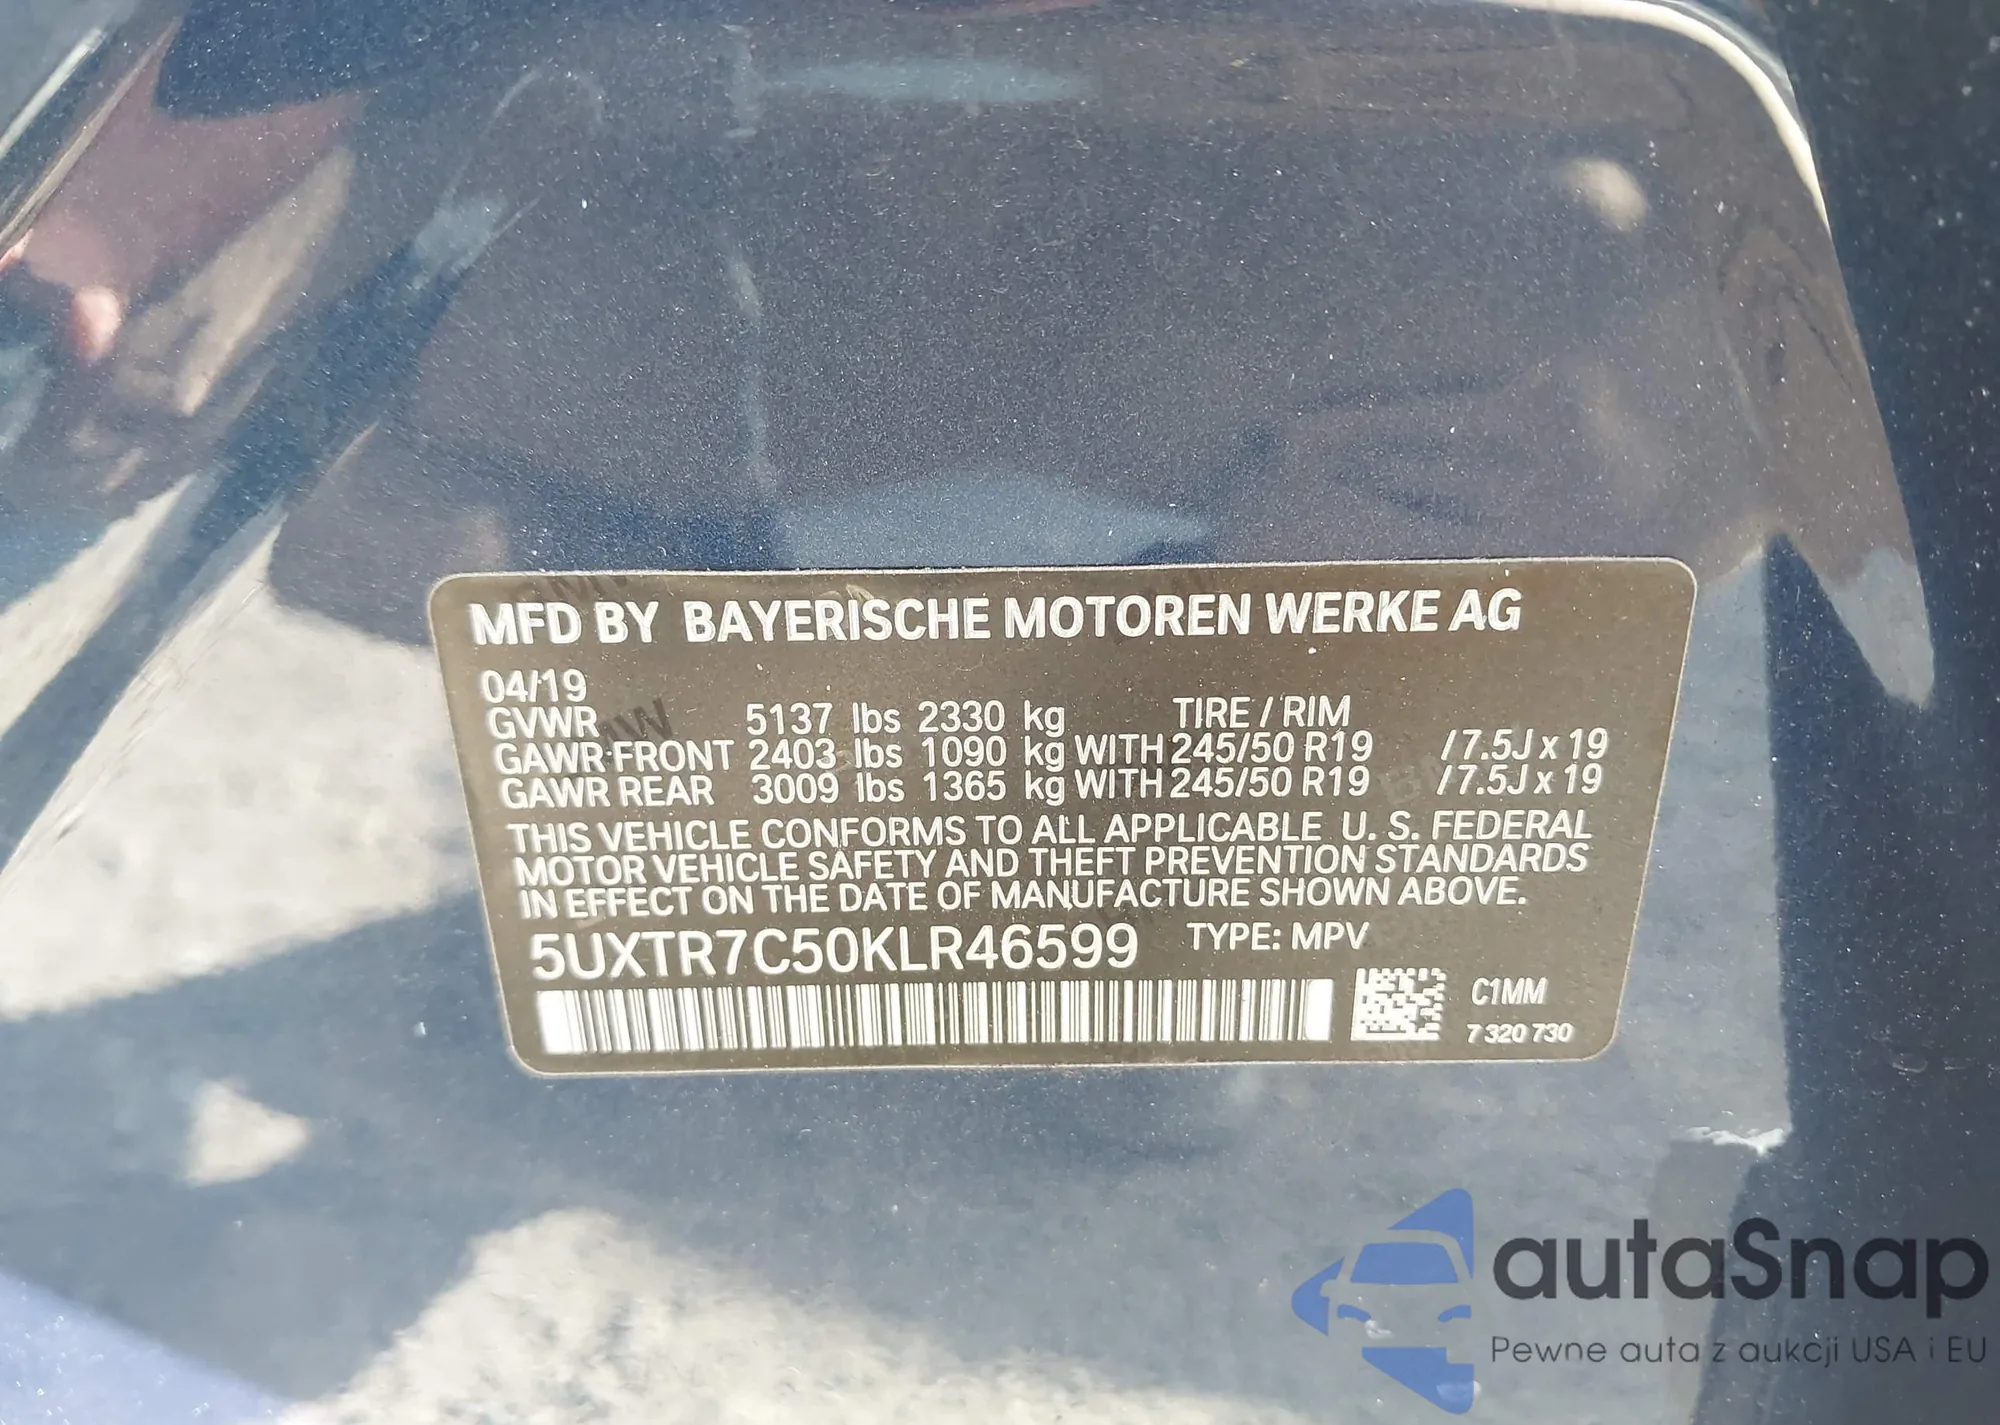 MFD BY BAYERISCHE MOTOREN WERKE AG
04/19
GVWR 5137 lbs 2330 kg TIRE / RIM
GAWR FRONT 2403 lbs 1090 kg WITH 245/50 R19 / 7.5J x 19
GAWR REAR 3009 lbs 1365 kg WITH 245/50 R19 / 7.5J x 19
THIS VEHICLE CONFORMS TO ALL APPLICABLE U. S. FEDERAL
MOTOR VEHICLE SAFETY AND THEFT PREVENTION STANDARDS
IN EFFECT ON THE DATE OF MANUFACTURE SHOWN ABOVE.
5UXTR7C50KLR46599 TYPE: MPV
C1MM
7 320 730
autaSnap
Pewne auta z aukcji USA i EU